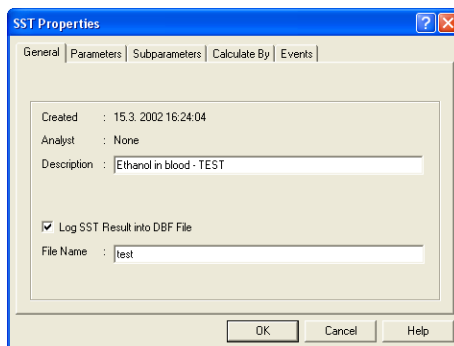 SST Properties
General Parameters Subparameters Calculate By Events
Created : 15.3. 2002 16:24:04
Analyst : None
Description : Ethanol in blood - TEST
Log SST Result into DBF File
File Name : test
OK Cancel Help